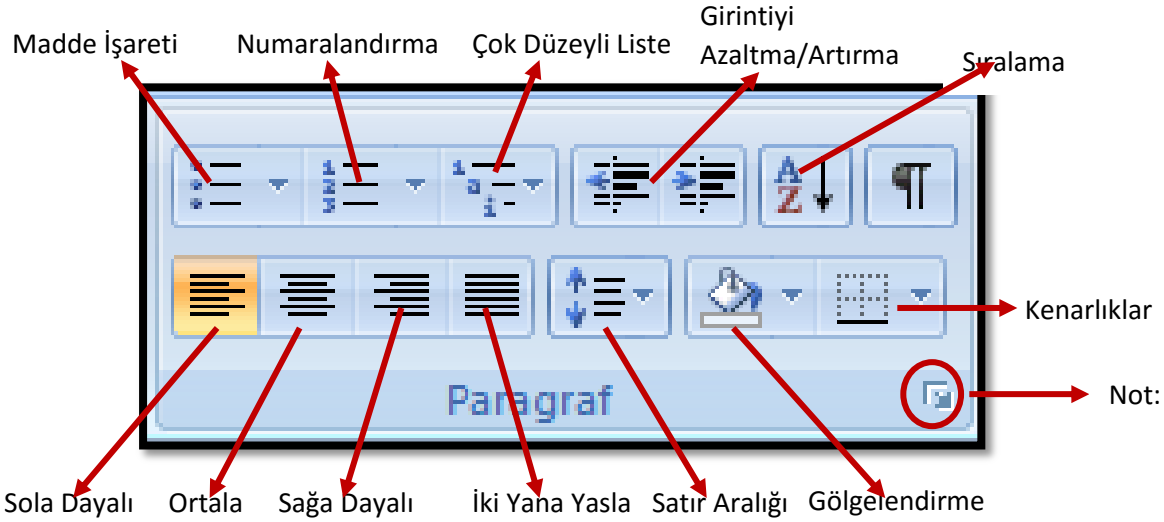 Girintiyi
Madde İşareti Numaralandırma Çok Düzeyli Liste Azaltma/Artırma Sıralama
Paragraf
Kenarlıklar
Not:
Sola Dayalı Ortala Sağa Dayalı İki Yana Yasla Satır Aralığı Gölgelendirme